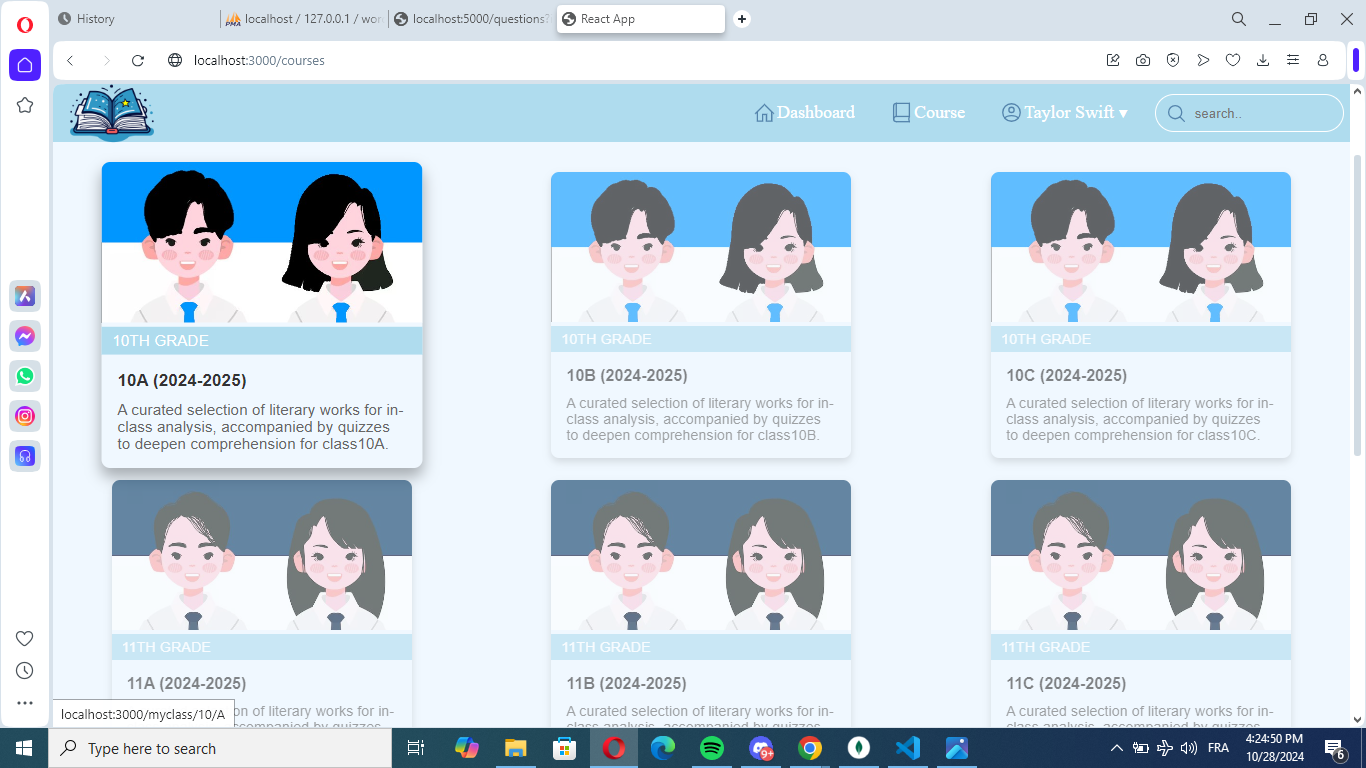 History
localhost / 127.0.0.1 / wor
localhost:5000/questions?
React App
localhost:3000/courses
Dashboard
Course
Taylor Swift ▾
search..
10TH GRADE
10A (2024-2025)
A curated selection of literary works for in-
class analysis, accompanied by quizzes
to deepen comprehension for class10A.
10TH GRADE
10B (2024-2025)
A curated selection of literary works for in-
class analysis, accompanied by quizzes
to deepen comprehension for class10B.
10TH GRADE
10C (2024-2025)
A curated selection of literary works for in-
class analysis, accompanied by quizzes
to deepen comprehension for class10C.
11TH GRADE
11A (2024-2025)
of literary works for in-
accompanied by quizzes
11TH GRADE
11B (2024-2025)
A curated selection of literary works for in-
class analysis, accompanied by quizzes
11TH GRADE
11C (2024-2025)
A curated selection of literary works for in-
class analysis, accompanied by quizzes
localhost:3000/myclass/10/A
Type here to search
9+
FRA
4:24:50 PM
10/28/2024
6